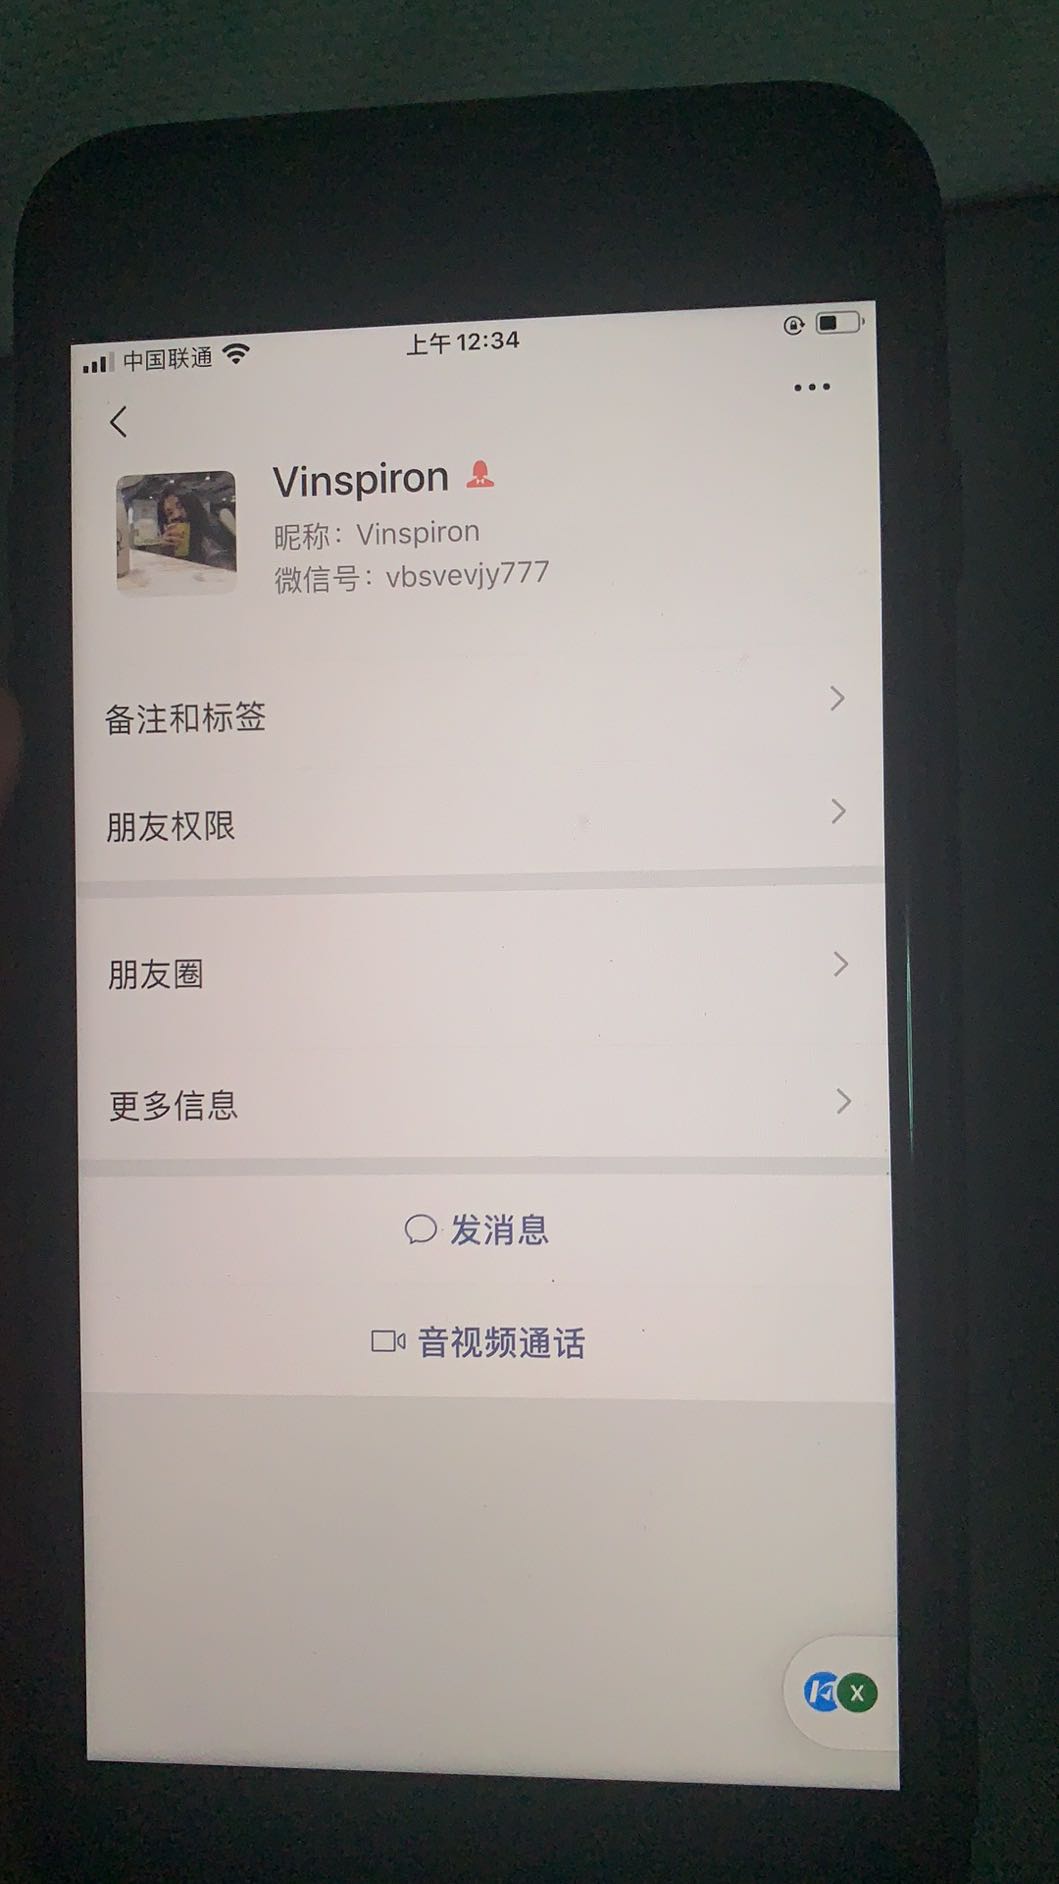 中国联通
上午12:34
Vinspiron
昵称：Vinspiron
微信号：vbsvevjy777
备注和标签
朋友权限
朋友圈
更多信息
发消息
音视频通话
X